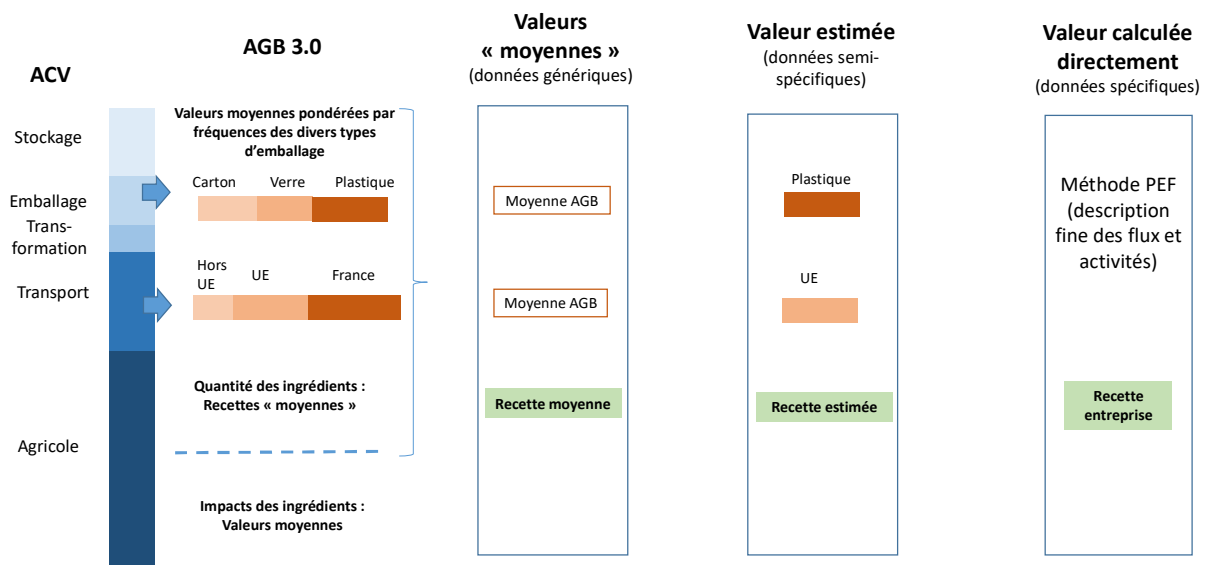 ACV
Stockage
Emballage
Trans-
formation
Transport
Agricole
AGB 3.0
Valeurs moyennes pondérées par
fréquences des divers types
d'emballage
Carton Verre Plastique
Hors
UE UE France
Quantité des ingrédients :
Recettes « moyennes »
Impacts des ingrédients :
Valeurs moyennes
Valeurs
« moyennes »
(données génériques)
Moyenne AGB
Moyenne AGB
Recette moyenne
Valeur estimée
(données semi-
spécifiques)
Plastique
UE
Recette estimée
Valeur calculée
directement
(données spécifiques)
Méthode PEF
(description
fine des flux et
activités)
Recette
entreprise